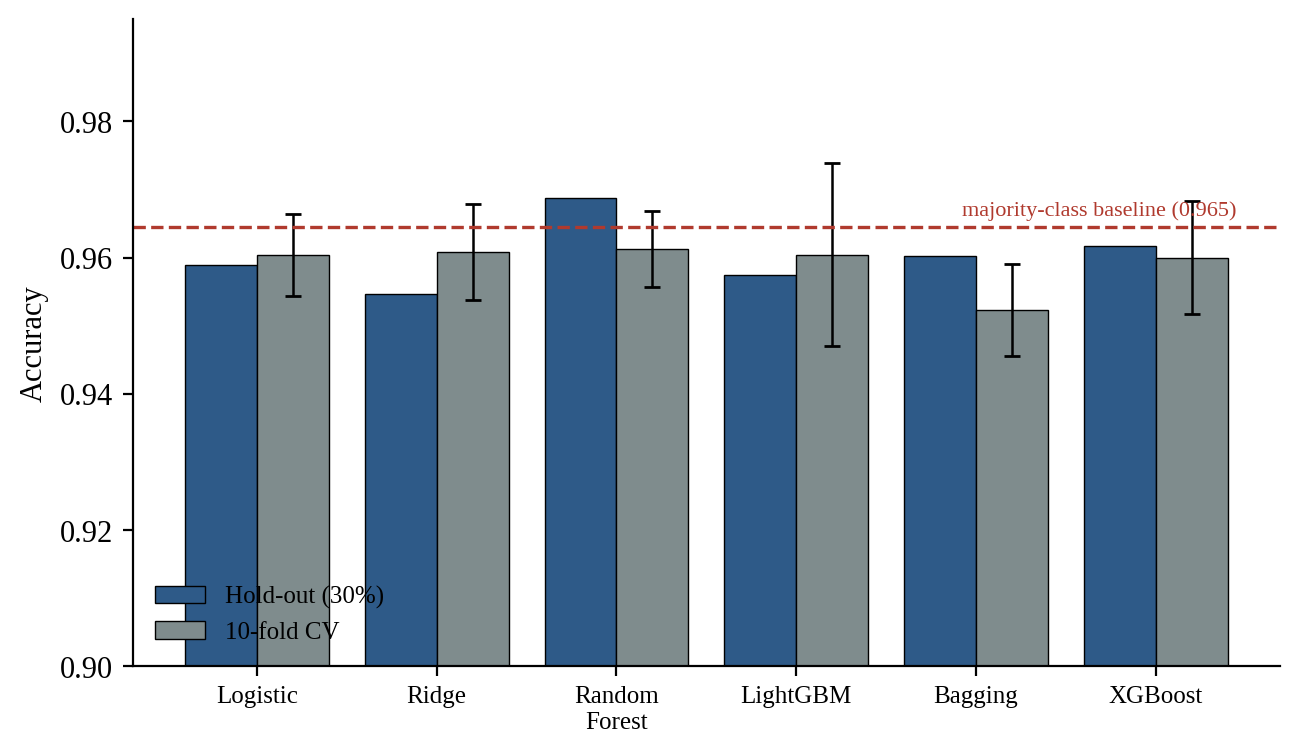 0.98
0.96
0.94
0.92
0.90
Accuracy
majority-class baseline (0.965)
Hold-out (30%)
10-fold CV
Logistic
Ridge
Random
Forest
LightGBM
Bagging
XGBoost